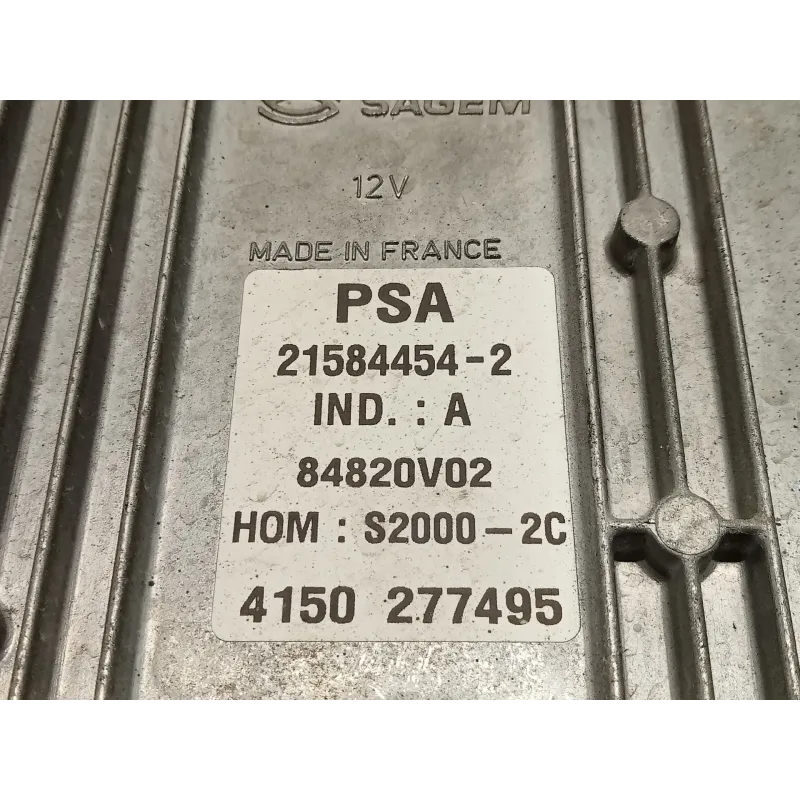 SAGEM
12V
MADE IN FRANCE
PSA
21584454-2
IND. : A
84820V02
HOM : S2000-2C
4150 277495